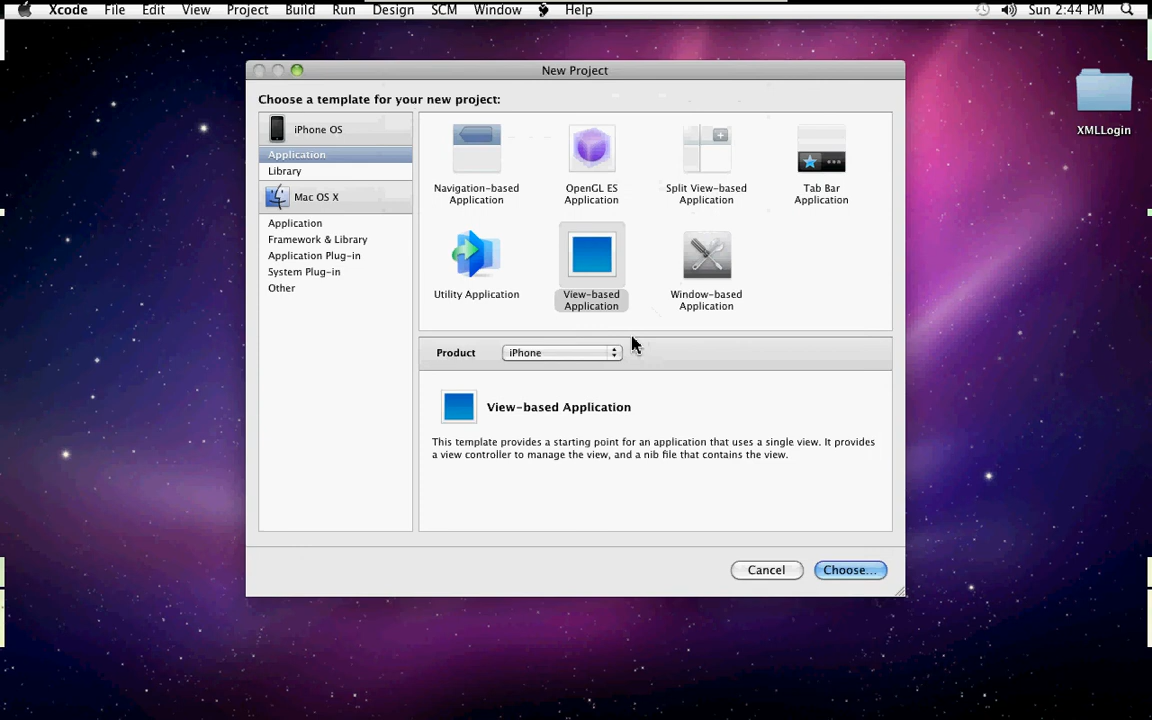 Xcode File Edit View Project Build Run Design SCM Window Help Sun 2:44 PM
New Project
Choose a template for your new project:
iPhone OS
Application
Library
Mac OS X
Application
Framework & Library
Application Plug-in
System Plug-in
Other
Navigation-based
Application
OpenGL ES
Application
Split View-based
Application
Tab Bar
Application
Utility Application
View-based
Application
Window-based
Application
Product iPhone
View-based Application
This template provides a starting point for an application that uses a single view. It provides
a view controller to manage the view, and a nib file that contains the view.
Cancel Choose...
XMLLogin